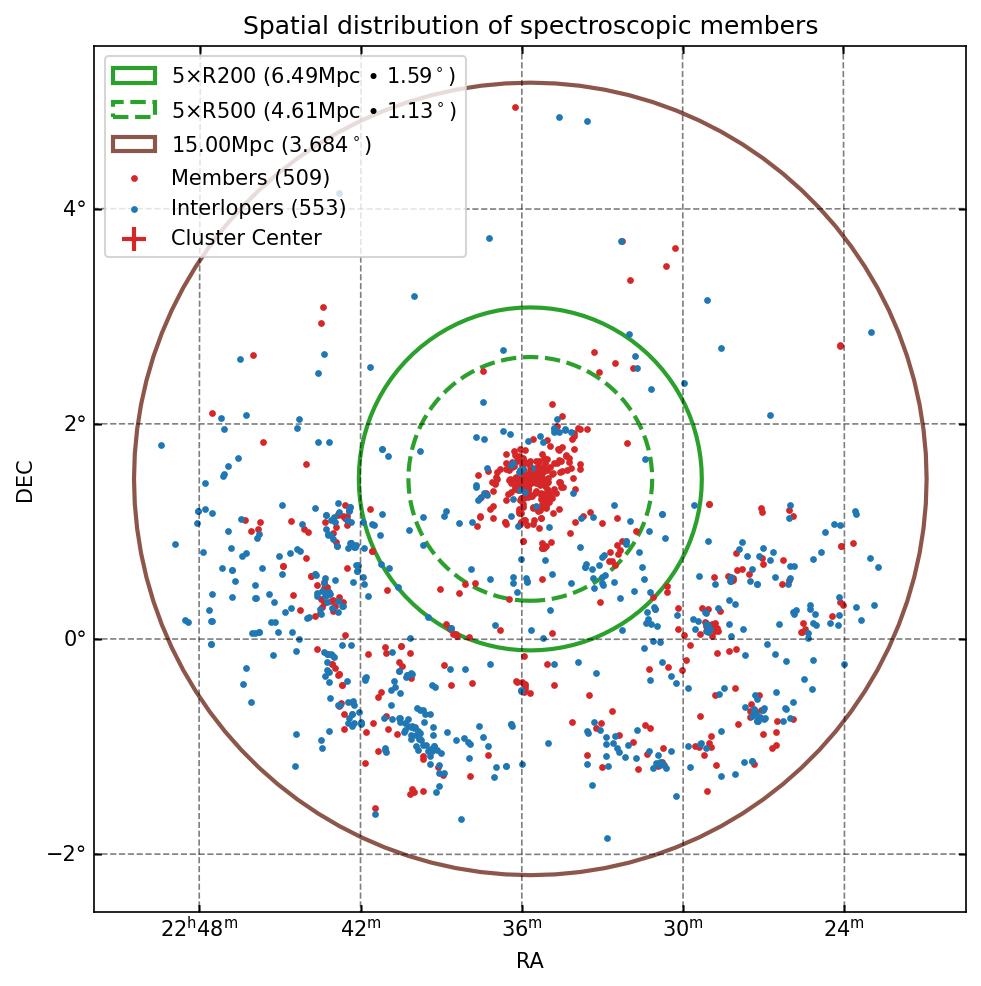 Spatial distribution of spectroscopic members
5×R200 (6.49Mpc • 1.59°)
5×R500 (4.61Mpc • 1.13°)
15.00Mpc (3.684°)
Members (509)
Interlopers (553)
Cluster Center
4°
2°
0°
−2°
DEC
22ʰ48ᵐ 42ᵐ 36ᵐ 30ᵐ 24ᵐ
RA